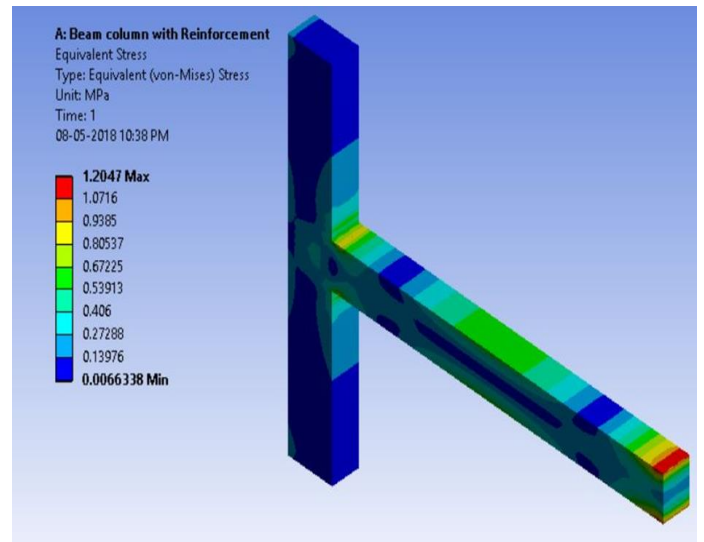 A: Beam column with Reinforcement
Equivalent Stress
Type: Equivalent (von-Mises) Stress
Unit: MPa
Time: 1
08-05-2018 10:38 PM
1.2047 Max
1.0716
0.9385
0.80537
0.67225
0.53913
0.406
0.27288
0.13976
0.0066338 Min